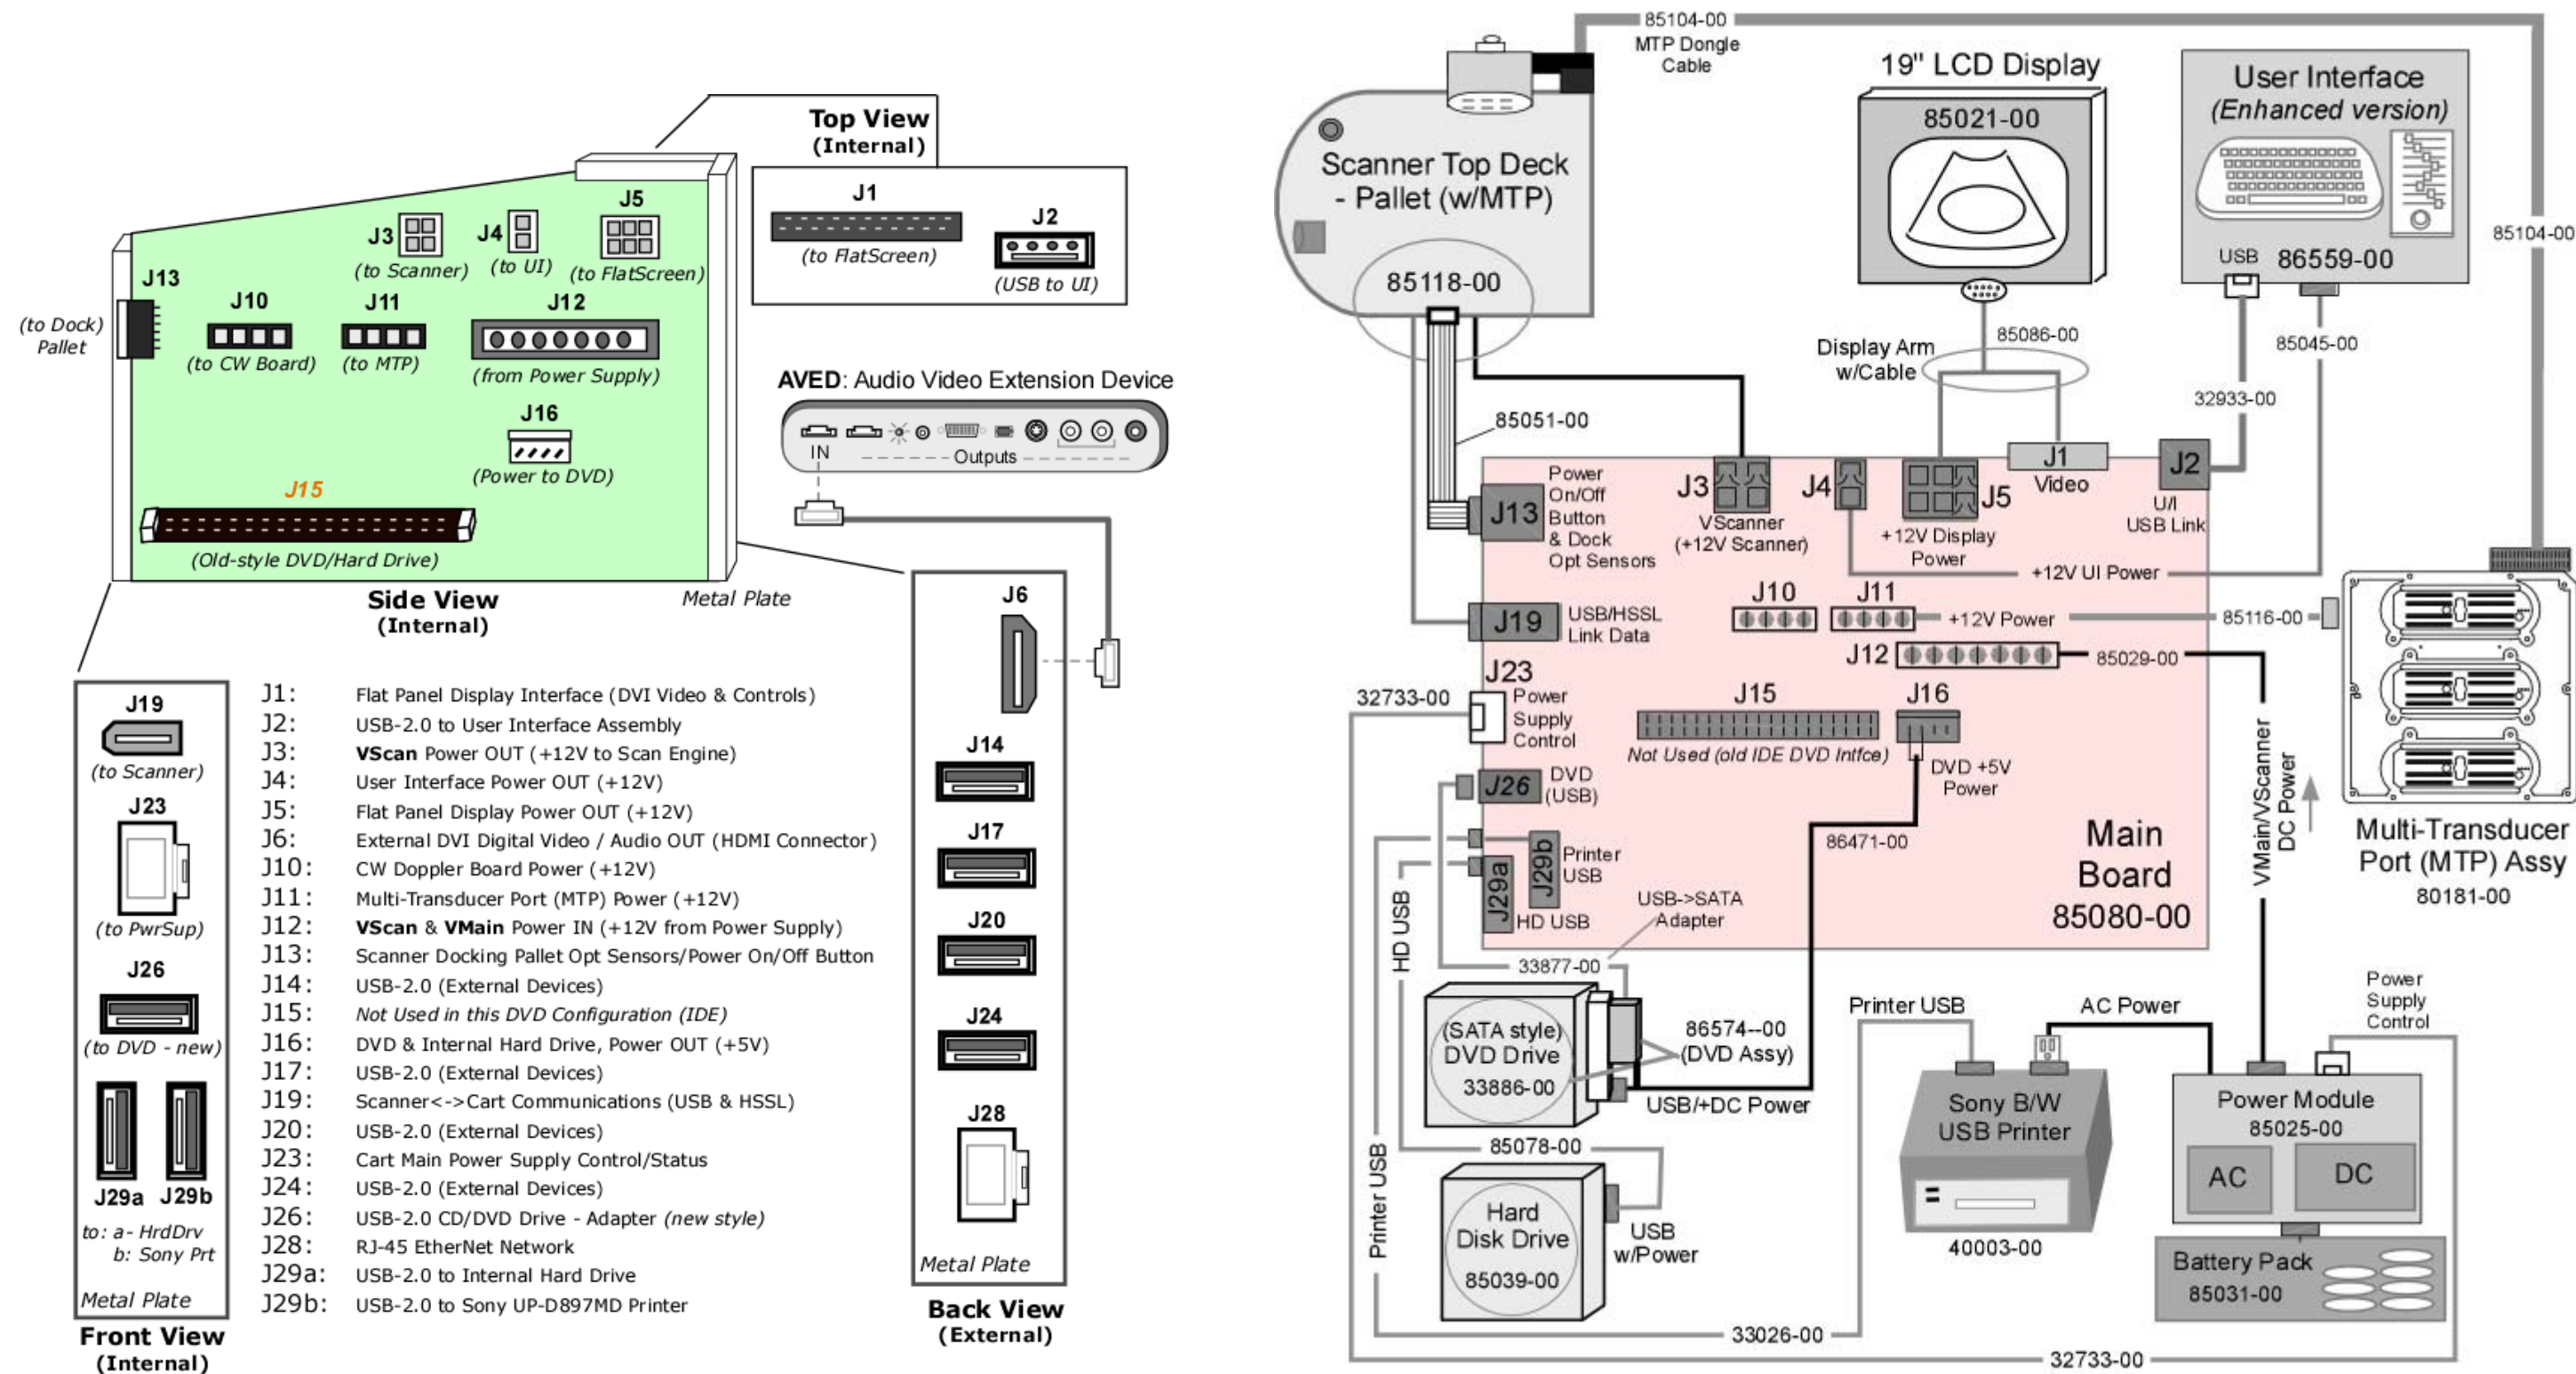 Top View
(Internal)
J1
(to FlatScreen)
J2
(USB to UI)
J3
(to Scanner)
J4
(to UI)
J5
(to FlatScreen)
J13
(to Dock)
Pallet
J10
(to CW Board)
J11
(to MTP)
J12
(from Power Supply)
J16
(Power to DVD)
J15
(Old-style DVD/Hard Drive)
Side View
(Internal)
Metal Plate
AVED: Audio Video Extension Device
IN
Outputs
J19
(to Scanner)
J23
(to PwrSup)
J26
(to DVD - new)
J29a
J29b
to: a- HrdDrv
b: Sony Prt
Metal Plate
Front View
(Internal)
J1: Flat Panel Display Interface (DVI Video & Controls)
J2: USB-2.0 to User Interface Assembly
J3: VScan Power OUT (+12V to Scan Engine)
J4: User Interface Power OUT (+12V)
J5: Flat Panel Display Power OUT (+12V)
J6: External DVI Digital Video / Audio OUT (HDMI Connector)
J10: CW Doppler Board Power (+12V)
J11: Multi-Transducer Port (MTP) Power (+12V)
J12: VScan & VMain Power IN (+12V from Power Supply)
J13: Scanner Docking Pallet Opt Sensors/Power On/Off Button
J14: USB-2.0 (External Devices)
J15: Not Used in this DVD Configuration (IDE)
J16: DVD & Internal Hard Drive, Power OUT (+5V)
J17: USB-2.0 (External Devices)
J19: Scanner<->Cart Communications (USB & HSSL)
J20: USB-2.0 (External Devices)
J23: Cart Main Power Supply Control/Status
J24: USB-2.0 (External Devices)
J26: USB-2.0 CD/DVD Drive - Adapter (new style)
J28: RJ-45 EtherNet Network
J29a: USB-2.0 to Internal Hard Drive
J29b: USB-2.0 to Sony UP-D897MD Printer
J6
J14
J17
J20
J24
J28
Metal Plate
Back View
(External)
85104-00
MTP Dongle
Cable
Scanner Top Deck
- Pallet (w/MTP)
85118-00
85051-00
19" LCD Display
85021-00
85086-00
Display Arm
w/Cable
User Interface
(Enhanced version)
USB
86559-00
85104-00
85045-00
32933-00
J13
Power
On/Off
Button
& Dock
Opt Sensors
J3
VScanner
(+12V Scanner)
J4
J5
+12V Display
Power
J1
Video
J2
U/I
USB Link
+12V UI Power
J19
USB/HSSL
Link Data
J10
J11
+12V Power
85116-00
J12
85029-00
J23
Power
Supply
Control
32733-00
J15
Not Used (old IDE DVD Intfce)
J16
DVD +5V
Power
J26
DVD
(USB)
86471-00
J29b
Printer
USB
J29a
HD USB
USB->SATA
Adapter
Main
Board
85080-00
VMain/VScanner
DC Power
Multi-Transducer
Port (MTP) Assy
80181-00
HD USB
33877-00
(SATA style)
DVD Drive
33886-00
86574--00
(DVD Assy)
USB/+DC Power
85078-00
Hard
Disk Drive
85039-00
USB
w/Power
Printer USB
Printer USB
AC Power
Sony B/W
USB Printer
40003-00
Power
Supply
Control
Power Module
85025-00
AC
DC
Battery Pack
85031-00
33026-00
32733-00